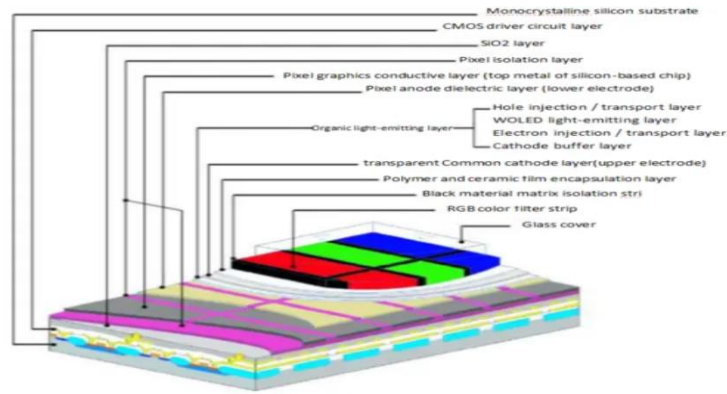 Monocrystalline silicon substrate
CMOS driver circuit layer
SiO2 layer
Pixel isolation layer
Pixel graphics conductive layer (top metal of silicon-based chip)
Pixel anode dielectric layer (lower electrode)
Hole injection / transport layer
WOLED light-emitting layer
Organic light-emitting layer
Electron injection / transport layer
Cathode buffer layer
transparent Common cathode layer(upper electrode)
Polymer and ceramic film encapsulation layer
Black material matrix isolation stri
RGB color filter strip
Glass cover